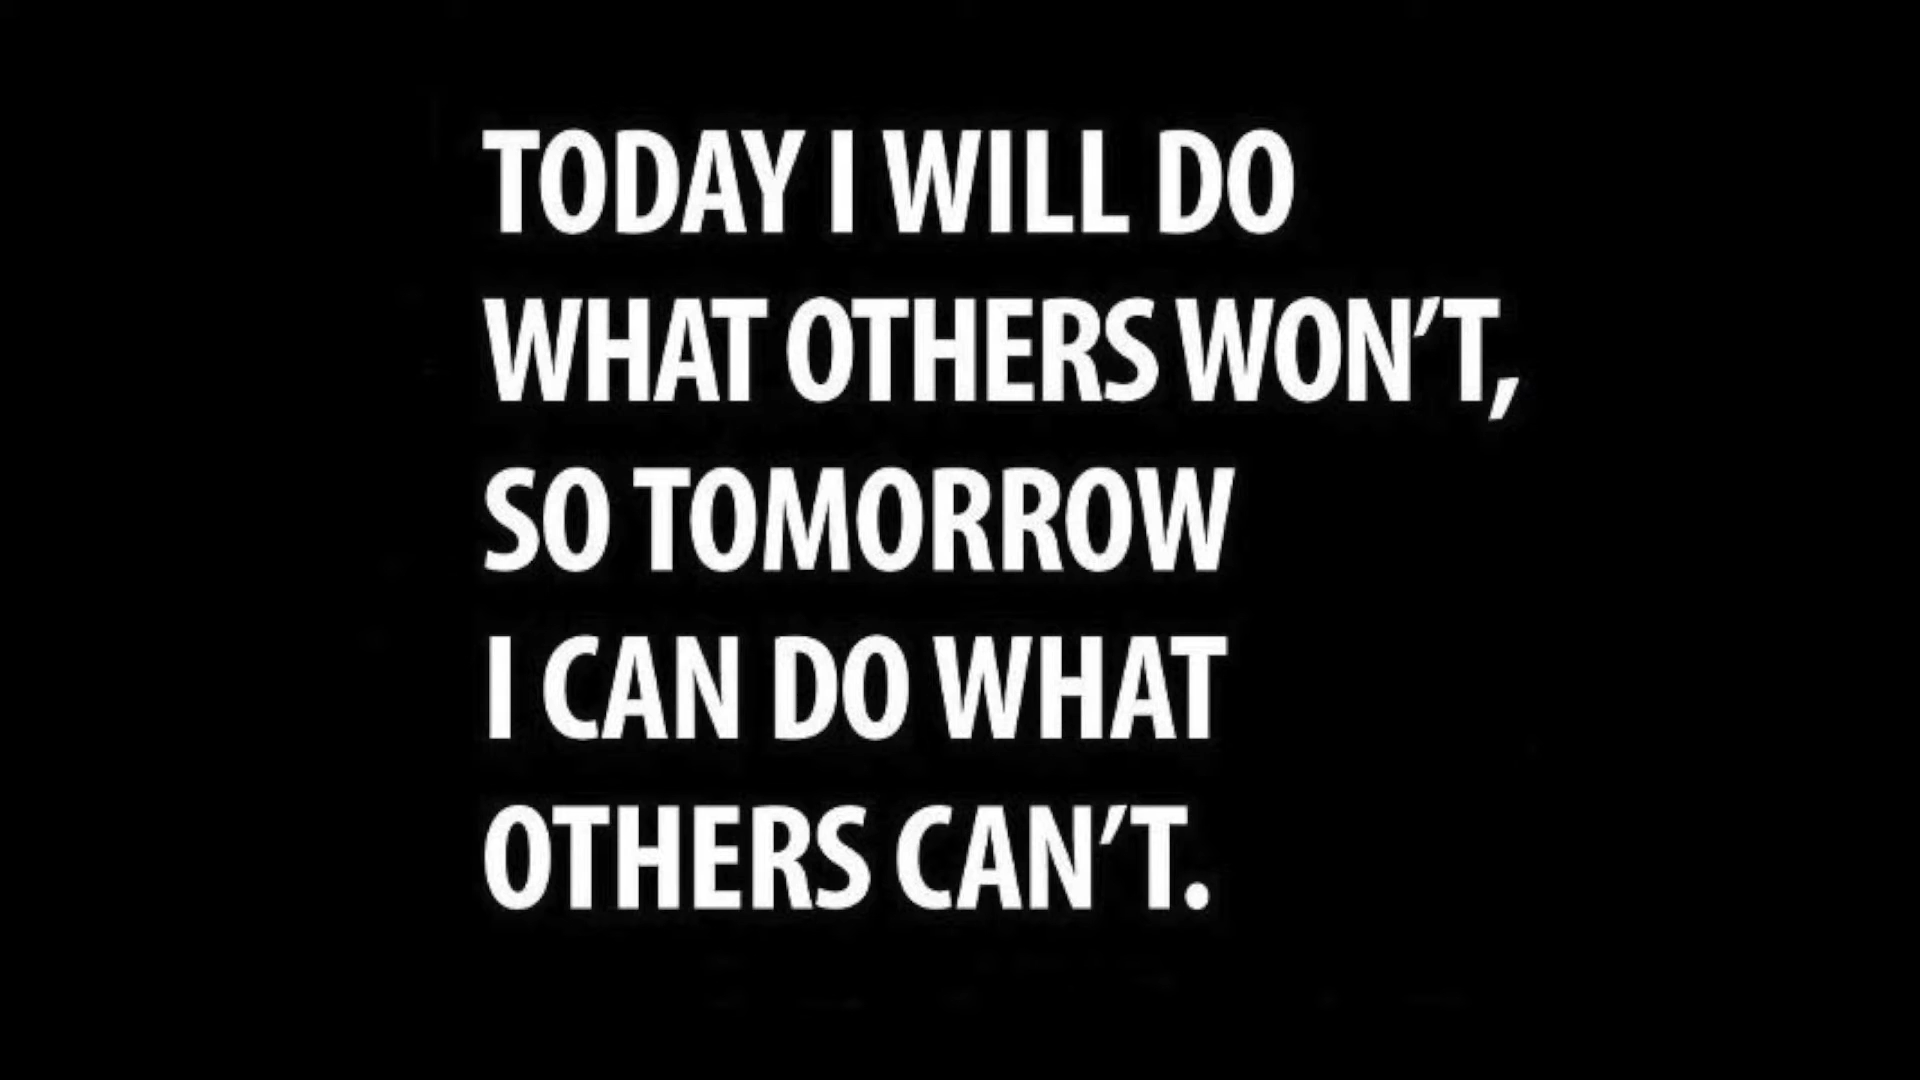 TODAY I WILL DO
WHAT OTHERS WON’T,
SO TOMORROW
I CAN DO WHAT
OTHERS CAN’T.